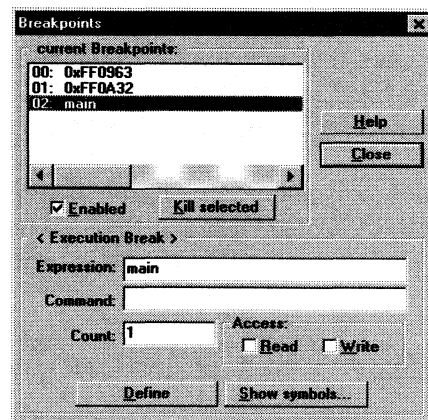 Breakpoints
current Breakpoints:
00: 0xFF0963
01: 0xFF0A32
02: main
Help
Close
Enabled
Kill selected
< Execution Break >
Expression: main
Command:
Count: 1
Access:
Read Write
Define Show symbols...